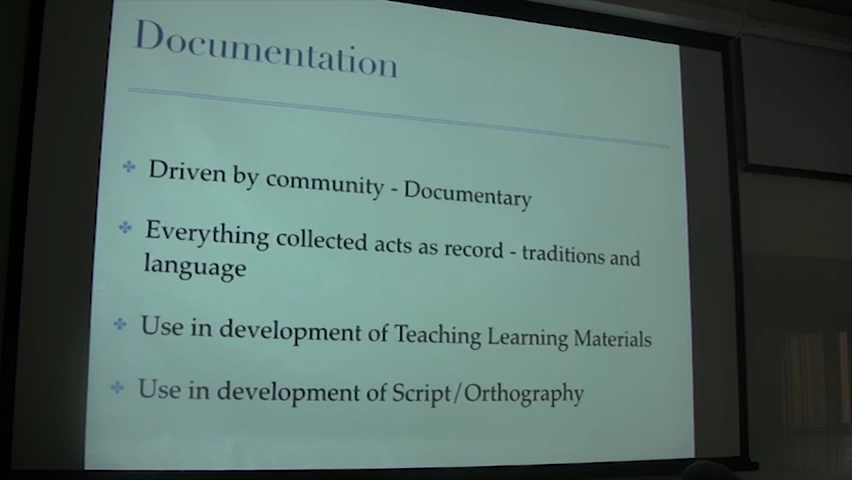 Documentation
Driven by community - Documentary
Everything collected acts as record - traditions and
language
Use in development of Teaching Learning Materials
Use in development of Script/Orthography